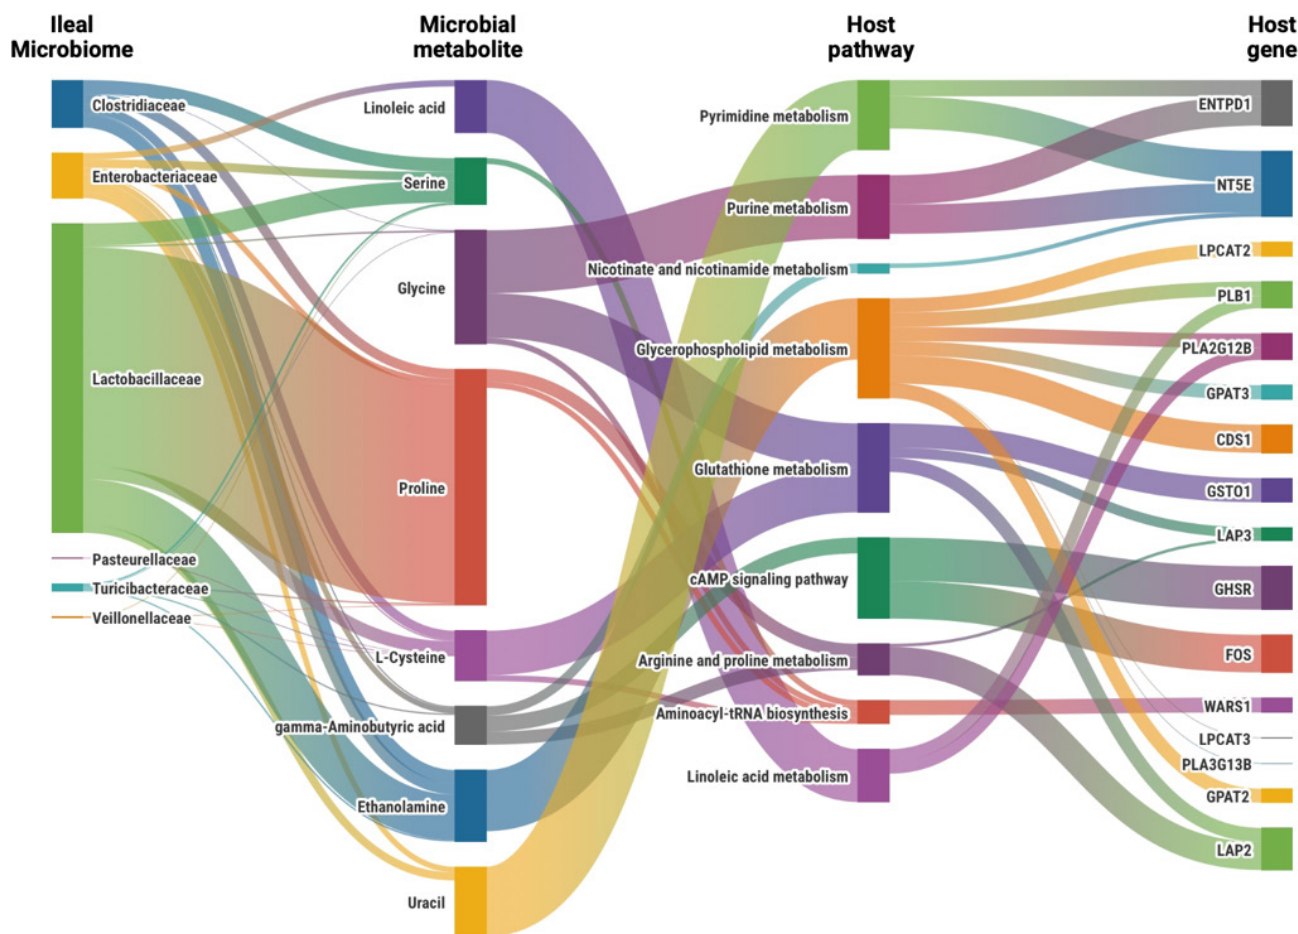 Ileal
Microbiome
Microbial
metabolite
Host
pathway
Host
gene
Clostridiaceae
Enterobacteriaceae
Lactobacillaceae
Pasteurellaceae
Turicibacteraceae
Veillonellaceae
Linoleic acid
Serine
Glycine
Proline
L-Cysteine
gamma-Aminobutyric acid
Ethanolamine
Uracil
Pyrimidine metabolism
Purine metabolism
Nicotinate and nicotinamide metabolism
Glycerophospholipid metabolism
Glutathione metabolism
cAMP signaling pathway
Arginine and proline metabolism
Aminoacyl-tRNA biosynthesis
Linoleic acid metabolism
ENTPD1
NT5E
LPCAT2
PLB1
PLA2G12B
GPAT3
CDS1
GSTO1
LAP3
GHSR
FOS
WARS1
LPCAT3
PLA3G13B
GPAT2
LAP2